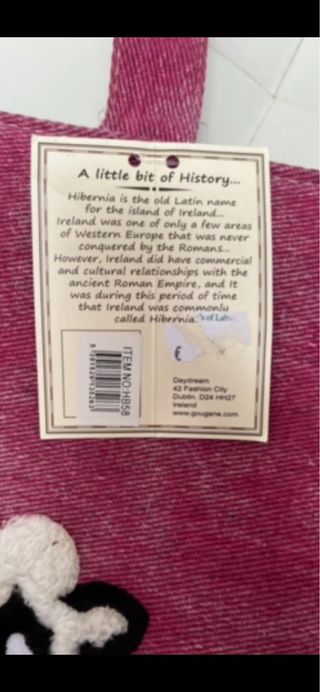 A little bit of History...
Hibernia is the old Latin name
for the island of Ireland...
Ireland was one of only a few areas
of Western Europe that was never
conquered by the Romans...
However, Ireland did have commercial
and cultural relationships with the
ancient Roman Empire, and It
was during this period of time
that Ireland was commonly
called Hibernia.
ITEM NO:HB58
Daydream
42 Fashion City
Dublin. D24 HH27
Ireland
www.gougane.com